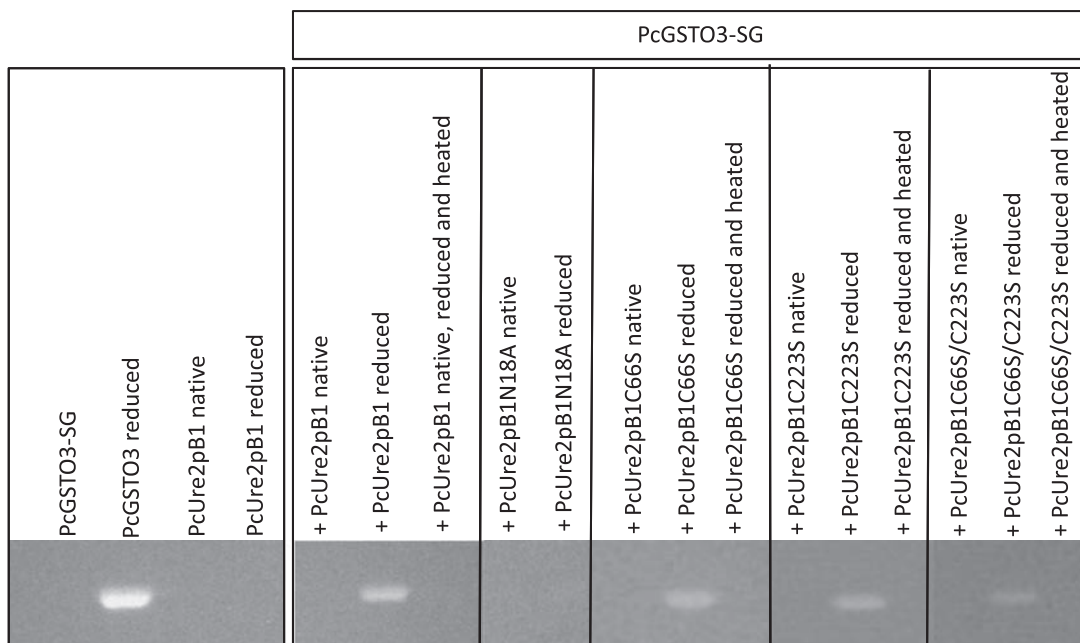 PcGSTO3-SG
PcGSTO3-SG
PcGSTO3 reduced
PcUre2pB1 native
PcUre2pB1 reduced
+ PcUre2pB1 native
+ PcUre2pB1 reduced
+ PcUre2pB1 native, reduced and heated
+ PcUre2pB1N18A native
+ PcUre2pB1N18A reduced
+ PcUre2pB1C66S native
+ PcUre2pB1C66S reduced
+ PcUre2pB1C66S reduced and heated
+ PcUre2pB1C223S native
+ PcUre2pB1C223S reduced
+ PcUre2pB1C223S reduced and heated
+ PcUre2pB1C66S/C223S native
+ PcUre2pB1C66S/C223S reduced
+ PcUre2pB1C66S/C223S reduced and heated